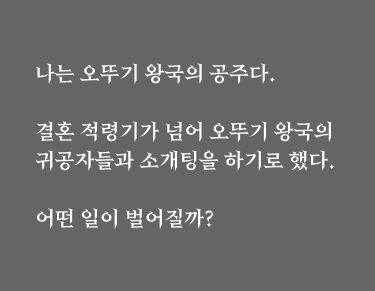 나는 오뚜기 왕국의 공주다.
결혼 적령기가 넘어 오뚜기 왕국의
귀공자들과 소개팅을 하기로 했다.
어떤 일이 벌어질까?